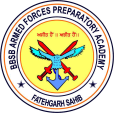 BBSB ARMED FORCES PREPARATORY ACADEMY
FATEHGARH SAHIB